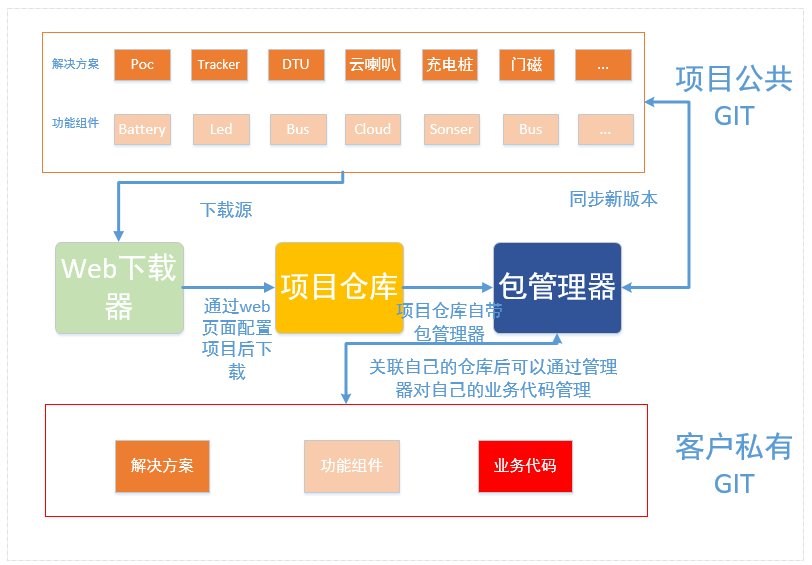 解决方案
Poc
Tracker
DTU
云喇叭
充电桩
门磁
...
项目公共
GIT
功能组件
Battery
Led
Bus
Cloud
Sonser
Bus
...
下载源
同步新版本
Web下载
器
项目仓库
包管理器
通过web
页面配置
项目后下
载
项目仓库自带
包管理器
关联自己的仓库后可以通过管理
器对自己的业务代码管理
解决方案
功能组件
业务代码
客户私有
GIT